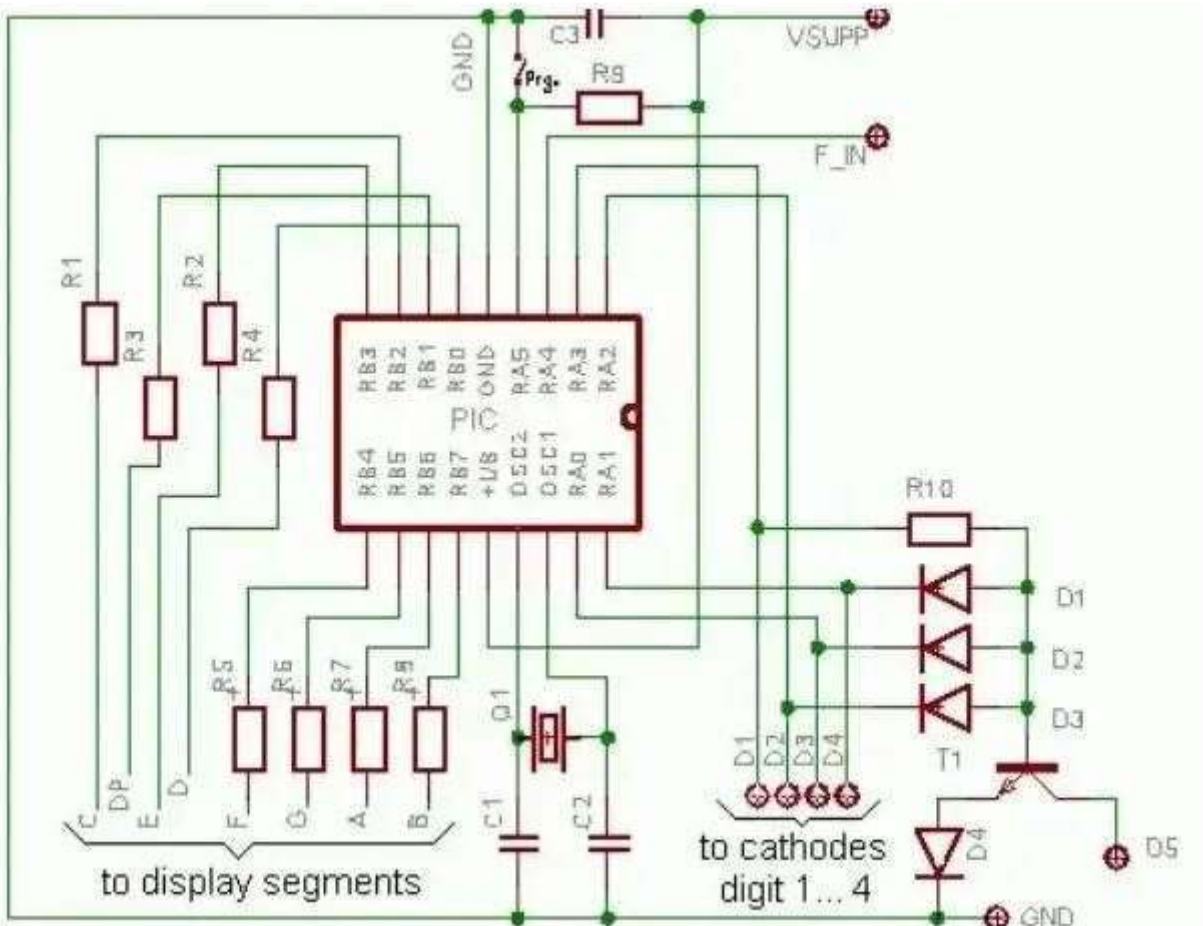 C3
VSUPP
GND
prg.
R9
F_IN
R1
R2
R3
R4
RB3 RB2 RB1 RB0 GND RA5 RA4 RA3 RA2
PIC
RB4 RB5 RB6 RB7 +UB OSC2 OSC1 RA0 RA1
R10
D1
D2
D3
R5 R6 R7 R8
Q1
D1 D2 D3 D4
T1
C DP E D F G A B
C1 C2
D4
D5
to display segments
to cathodes
digit 1... 4
GND